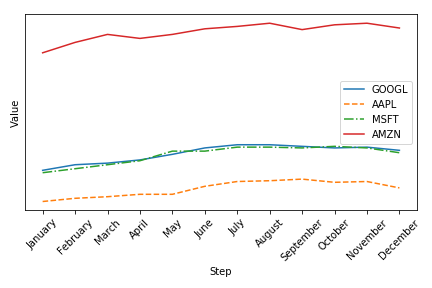 Value
GOOGL
AAPL
MSFT
AMZN
January
February
March
April
May
June
July
August
September
October
November
December
Step